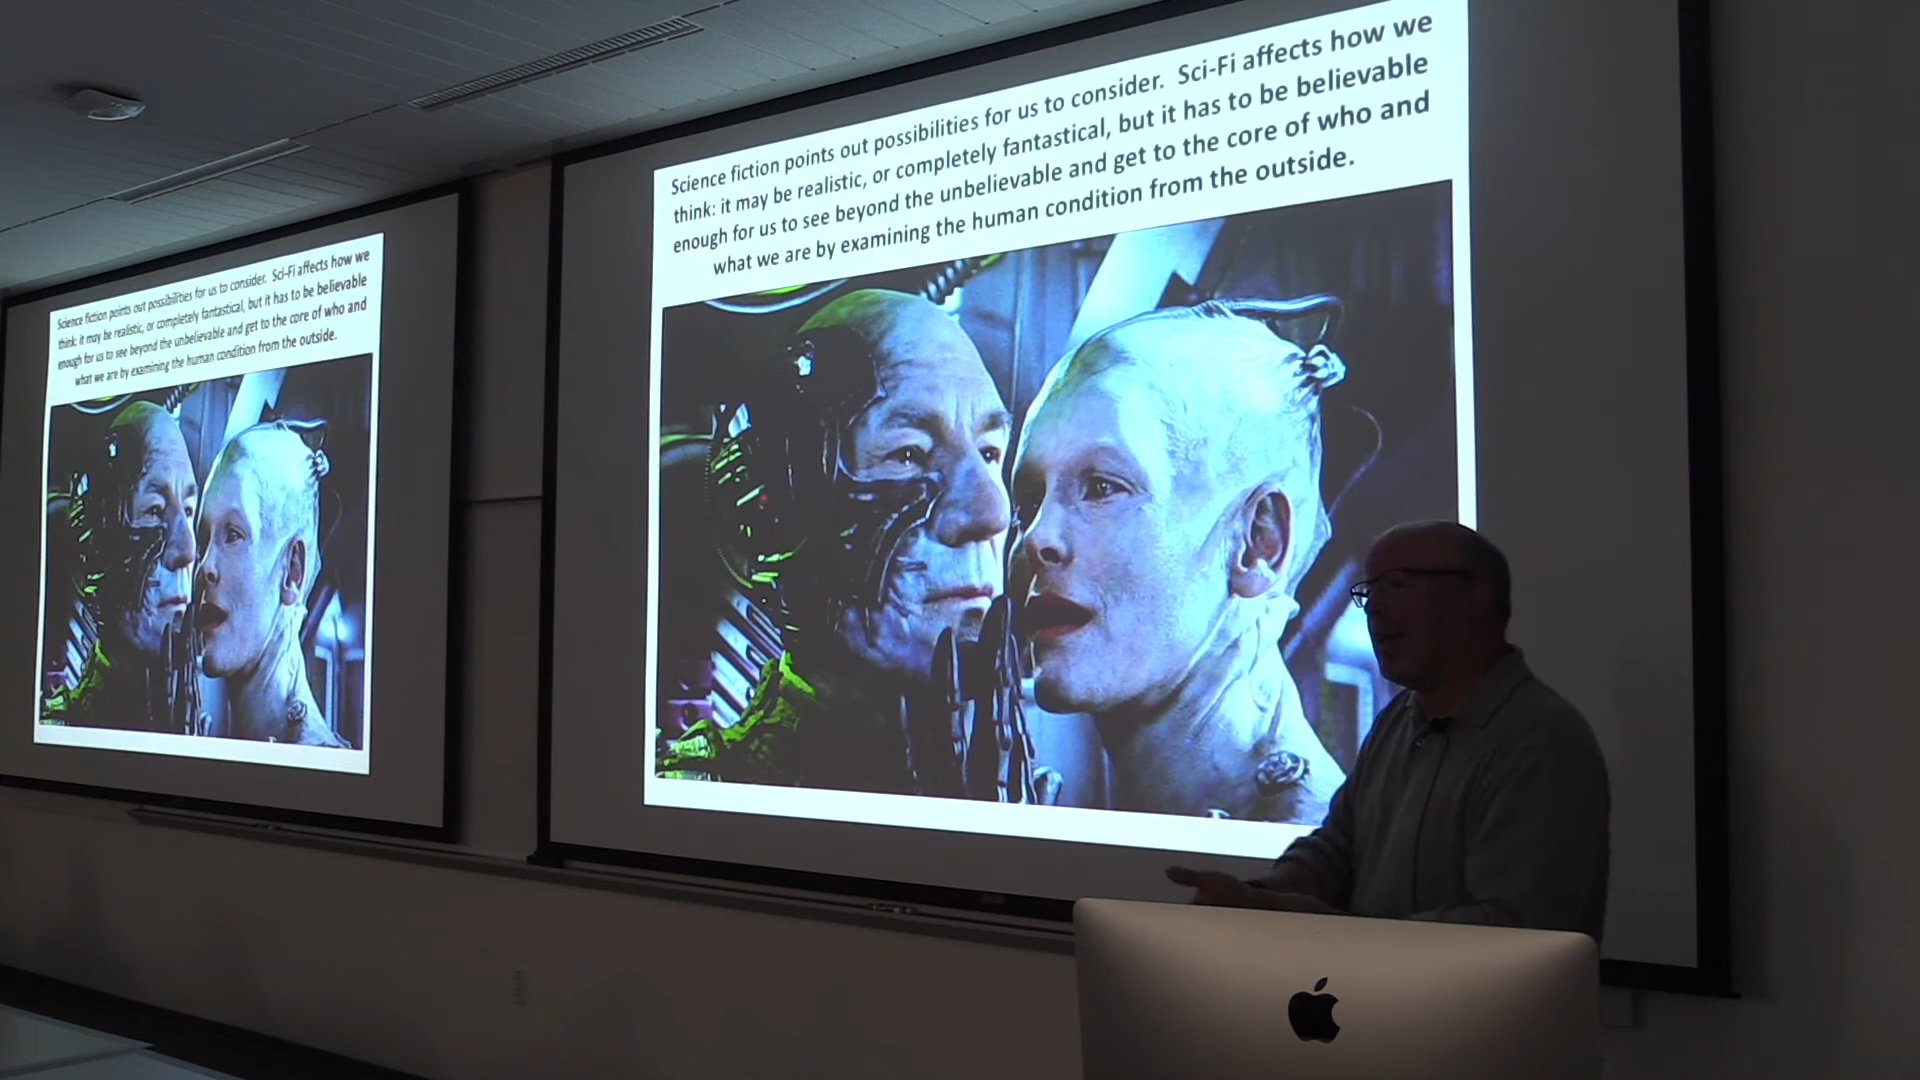 Science fiction points out possibilities for us to consider. Sci-Fi affects how we
think: it may be realistic, or completely fantastical, but it has to be believable
enough for us to see beyond the unbelievable and get to the core of who and
what we are by examining the human condition from the outside.
Science fiction points out possibilities for us to consider. Sci-Fi affects how we
think: it may be realistic, or completely fantastical, but it has to be believable
enough for us to see beyond the unbelievable and get to the core of who and
what we are by examining the human condition from the outside.